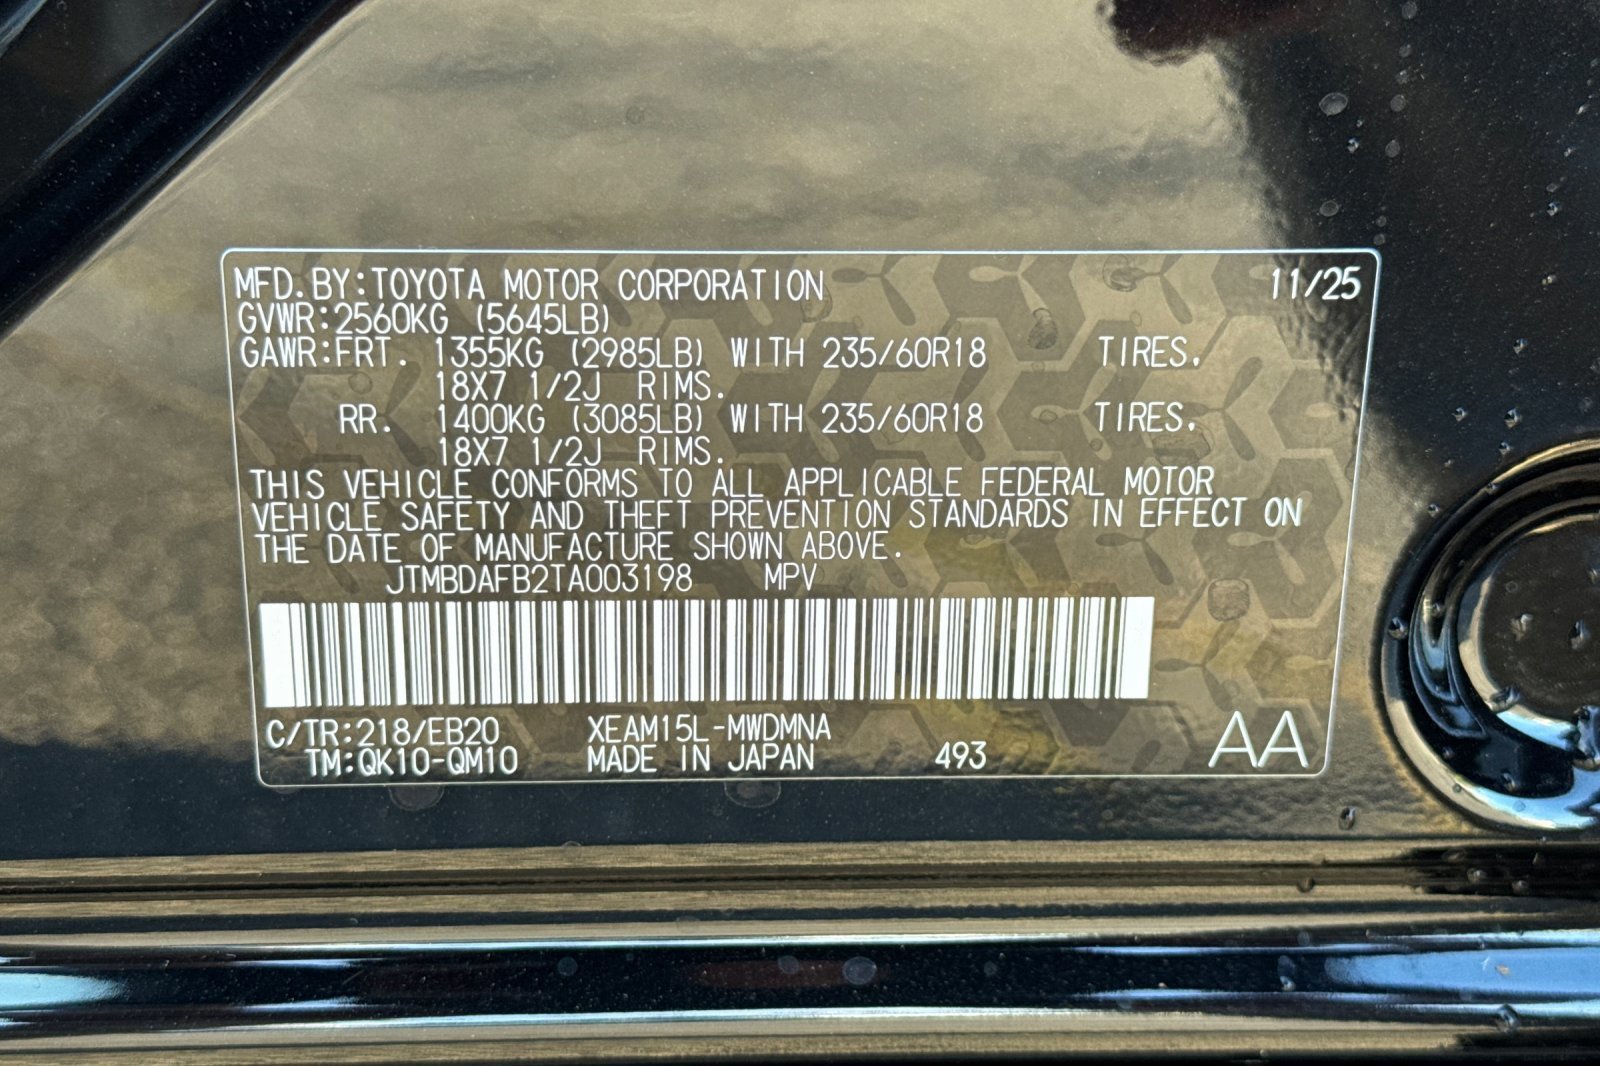 MFD.BY:TOYOTA MOTOR CORPORATION 11/25
GVWR:2560KG (5645LB)
GAWR:FRT. 1355KG (2985LB) WITH 235/60R18 TIRES.
18X7 1/2J RIMS.
RR. 1400KG (3085LB) WITH 235/60R18 TIRES.
18X7 1/2J RIMS.
THIS VEHICLE CONFORMS TO ALL APPLICABLE FEDERAL MOTOR
VEHICLE SAFETY AND THEFT PREVENTION STANDARDS IN EFFECT ON
THE DATE OF MANUFACTURE SHOWN ABOVE.
JTMBDAFB2TA003198 MPV
C/TR:218/EB20 XEAM15L-MWDMNA
TM:QK10-QM10 MADE IN JAPAN 493 AA